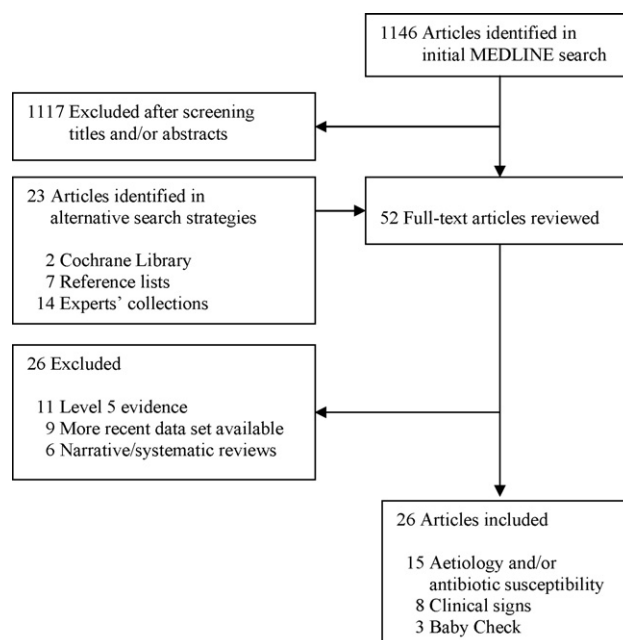 1146 Articles identified in
initial MEDLINE search
1117 Excluded after screening
titles and/or abstracts
23 Articles identified in
alternative search strategies
2 Cochrane Library
7 Reference lists
14 Experts' collections
52 Full-text articles reviewed
26 Excluded
11 Level 5 evidence
9 More recent data set available
6 Narrative/systematic reviews
26 Articles included
15 Aetiology and/or
antibiotic susceptibility
8 Clinical signs
3 Baby Check